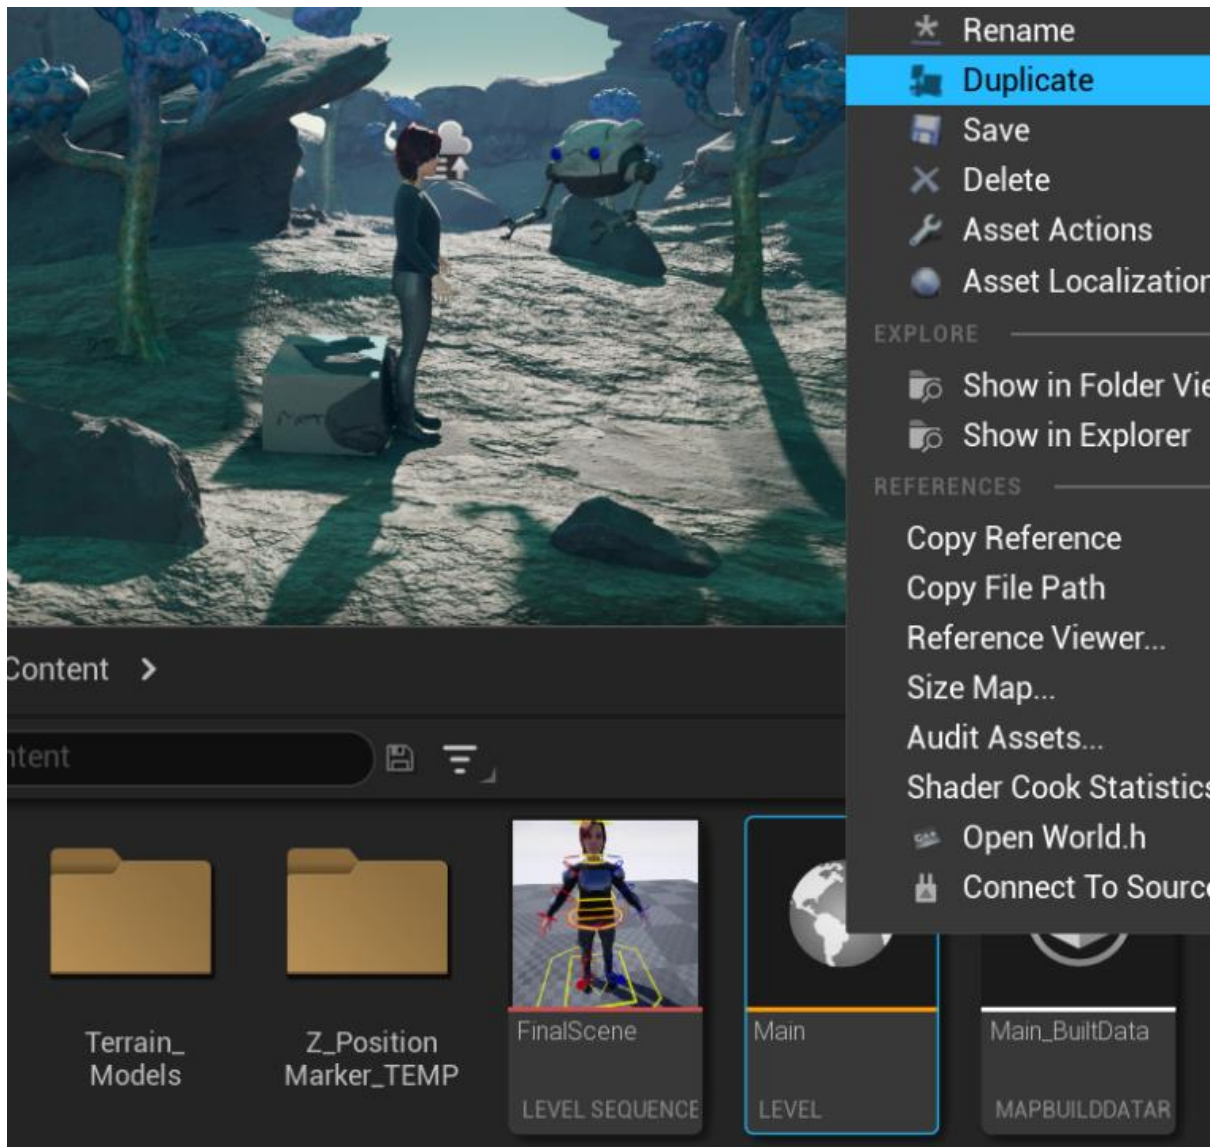 Rename
Duplicate
Save
Delete
Asset Actions
Asset Localization
EXPLORE
Show in Folder Vie
Show in Explorer
REFERENCES
Copy Reference
Copy File Path
Reference Viewer...
Size Map...
Audit Assets...
Shader Cook Statistics
Open World.h
Connect To Source
Content
ntent
Terrain_
Models
Z_Position
Marker_TEMP
FinalScene
LEVEL SEQUENCE
Main
LEVEL
Main_BuiltData
MAPBUILDDATAR